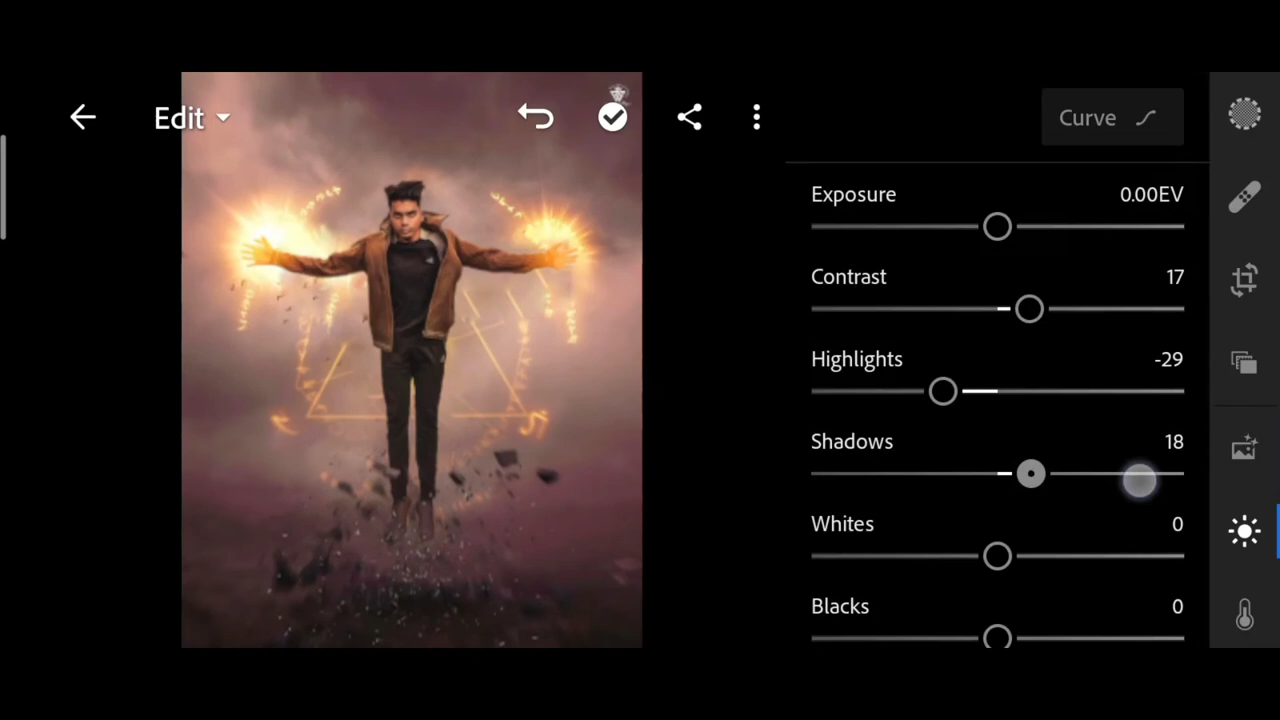 Edit
Curve
Exposure 0.00EV
Contrast 17
Highlights -29
Shadows 18
Whites 0
Blacks 0